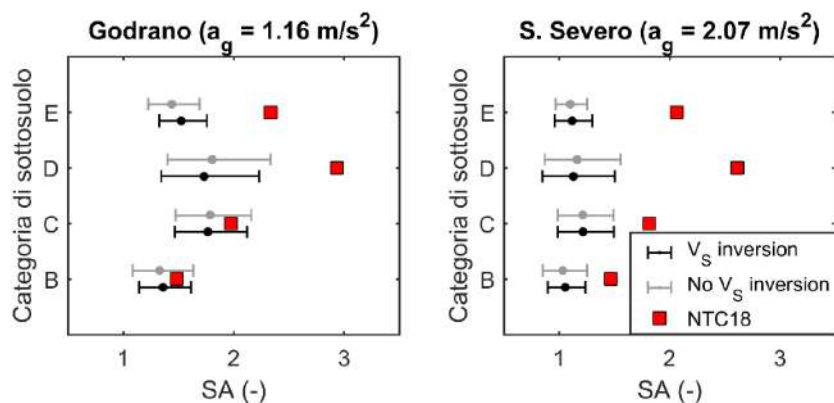 Godrano (a_g = 1.16 m/s²)
Categoria di sottosuolo
E
D
C
B
1 2 3
SA (-)
S. Severo (a_g = 2.07 m/s²)
Categoria di sottosuolo
E
D
C
B
V_S inversion
No V_S inversion
NTC18
1 2 3
SA (-)